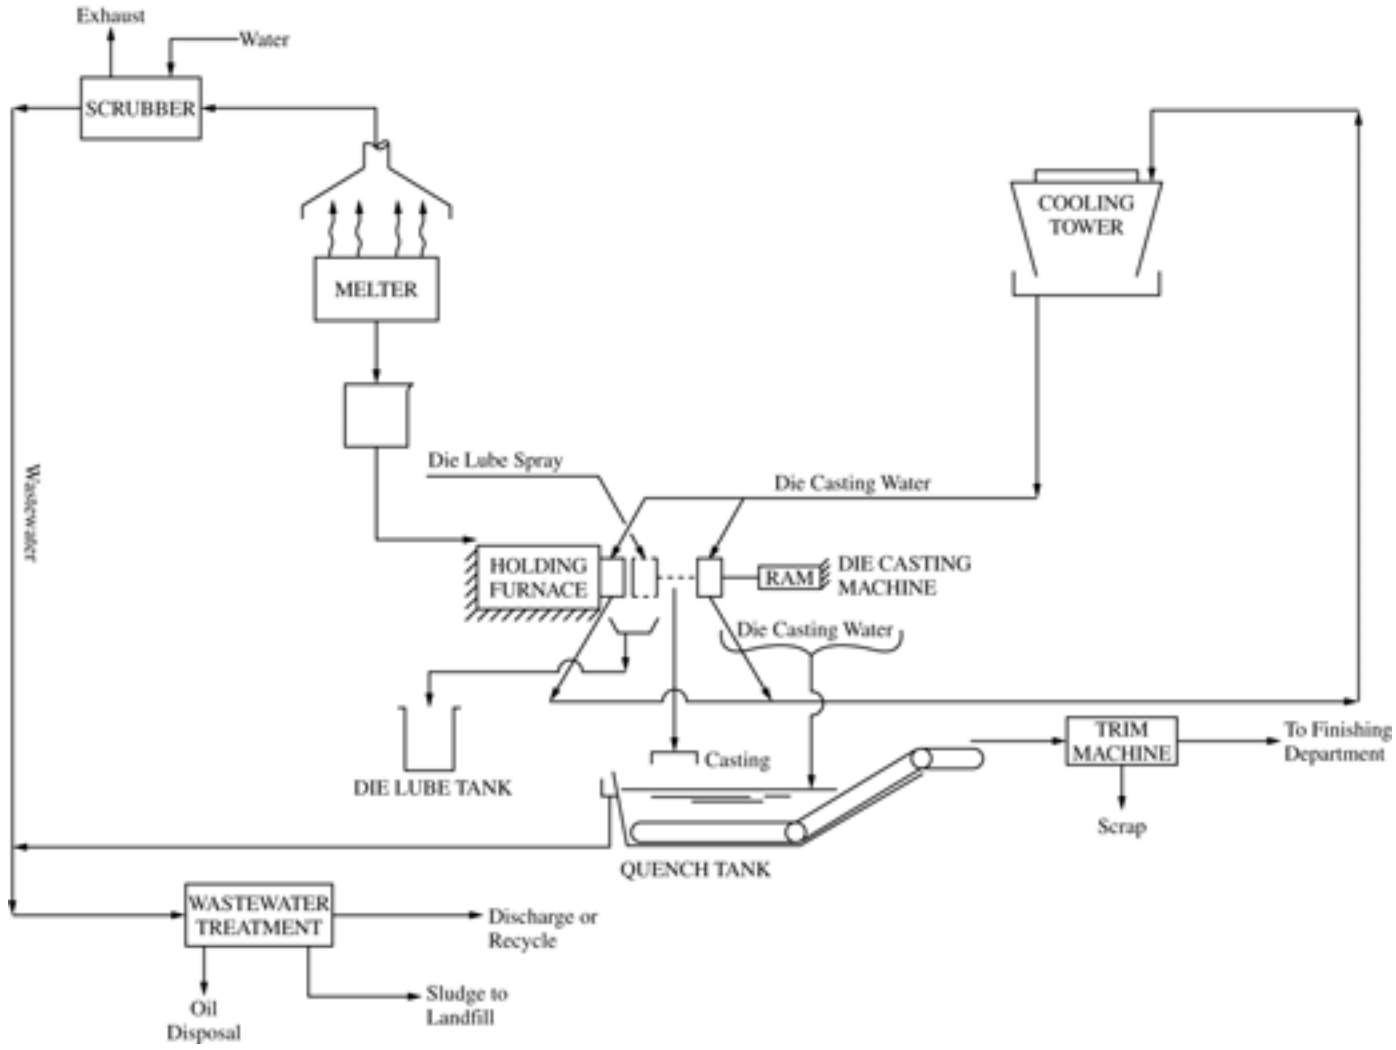 Exhaust
Water
SCRUBBER
COOLING
TOWER
MELTER
Wastewater
Die Lube Spray
Die Casting Water
HOLDING
FURNACE
RAM
DIE CASTING
MACHINE
Die Casting Water
TRIM
MACHINE
To Finishing
Department
Casting
DIE LUBE TANK
Scrap
QUENCH TANK
WASTEWATER
TREATMENT
Discharge or
Recycle
Sludge to
Landfill
Oil
Disposal